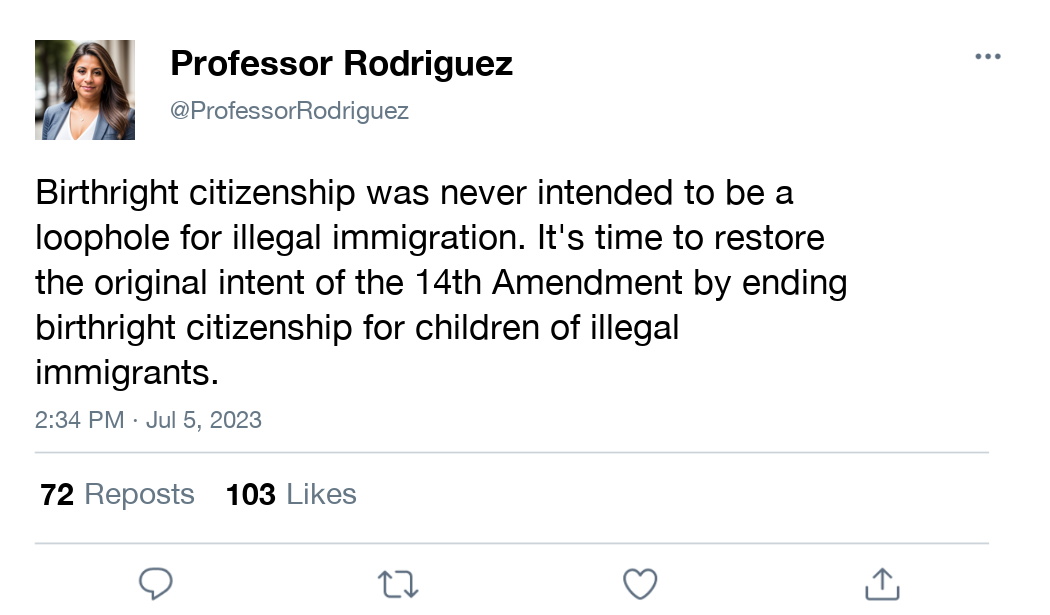 Professor Rodriguez
@ProfessorRodriguez
Birthright citizenship was never intended to be a
loophole for illegal immigration. It's time to restore
the original intent of the 14th Amendment by ending
birthright citizenship for children of illegal
immigrants.
2:34 PM · Jul 5, 2023
72 Reposts 103 Likes